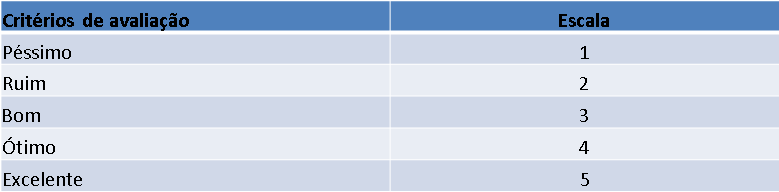 Critérios de avaliação Escala
Péssimo 1
Ruim 2
Bom 3
Ótimo 4
Excelente 5